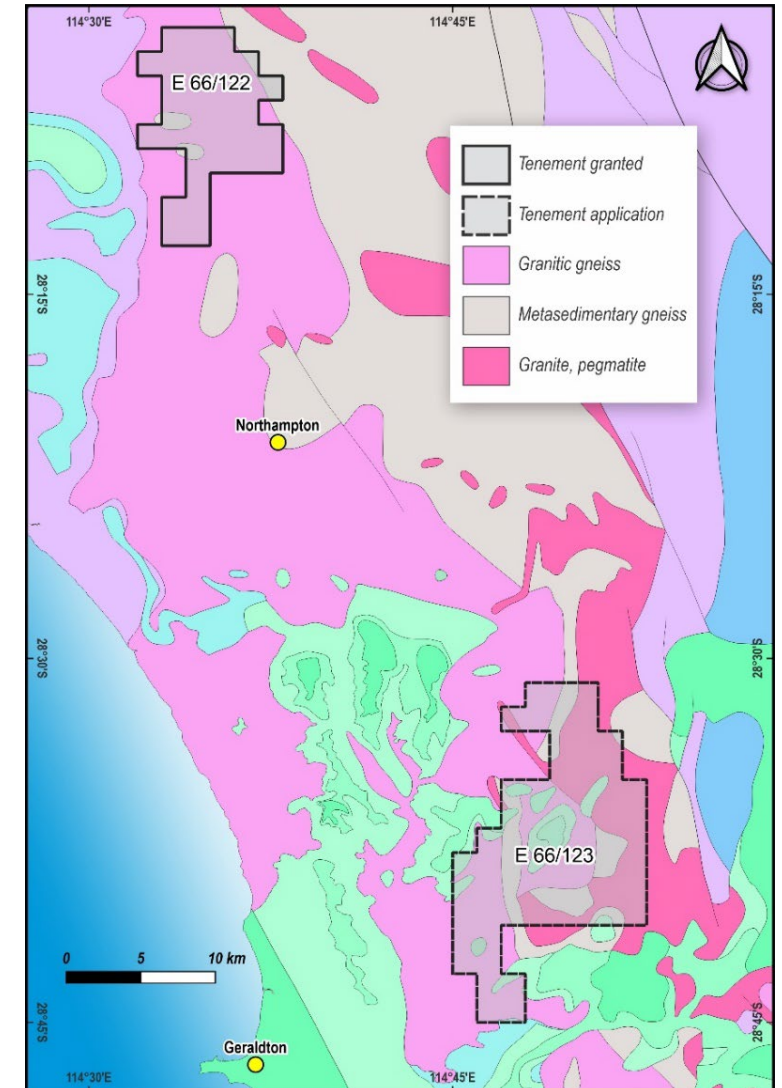 114°30'E
114°45'E
E 66/122
Tenement granted
Tenement application
Granitic gneiss
Metasedimentary gneiss
Granite, pegmatite
28°15'S
28°15'S
Northampton
28°30'S
28°30'S
E 66/123
0 5 10 km
28°45'S
Geraldton
114°30'E
114°45'E